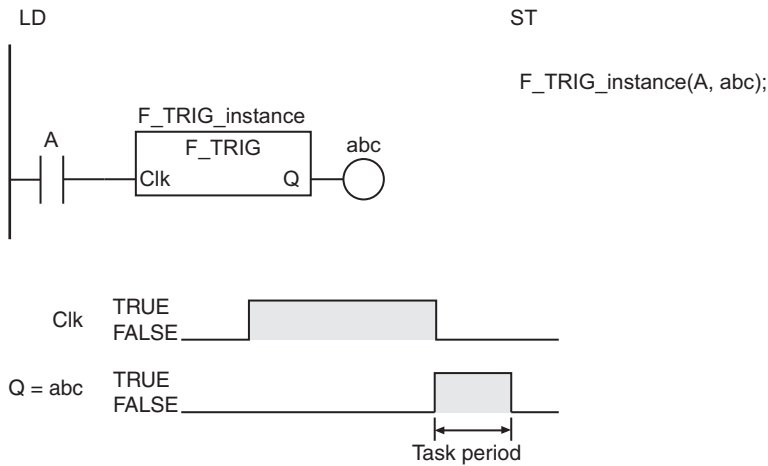 LD
ST
F_TRIG_instance(A, abc);
F_TRIG_instance
A
F_TRIG
abc
Clk
Q
Clk
TRUE
FALSE
Q = abc
TRUE
FALSE
Task period